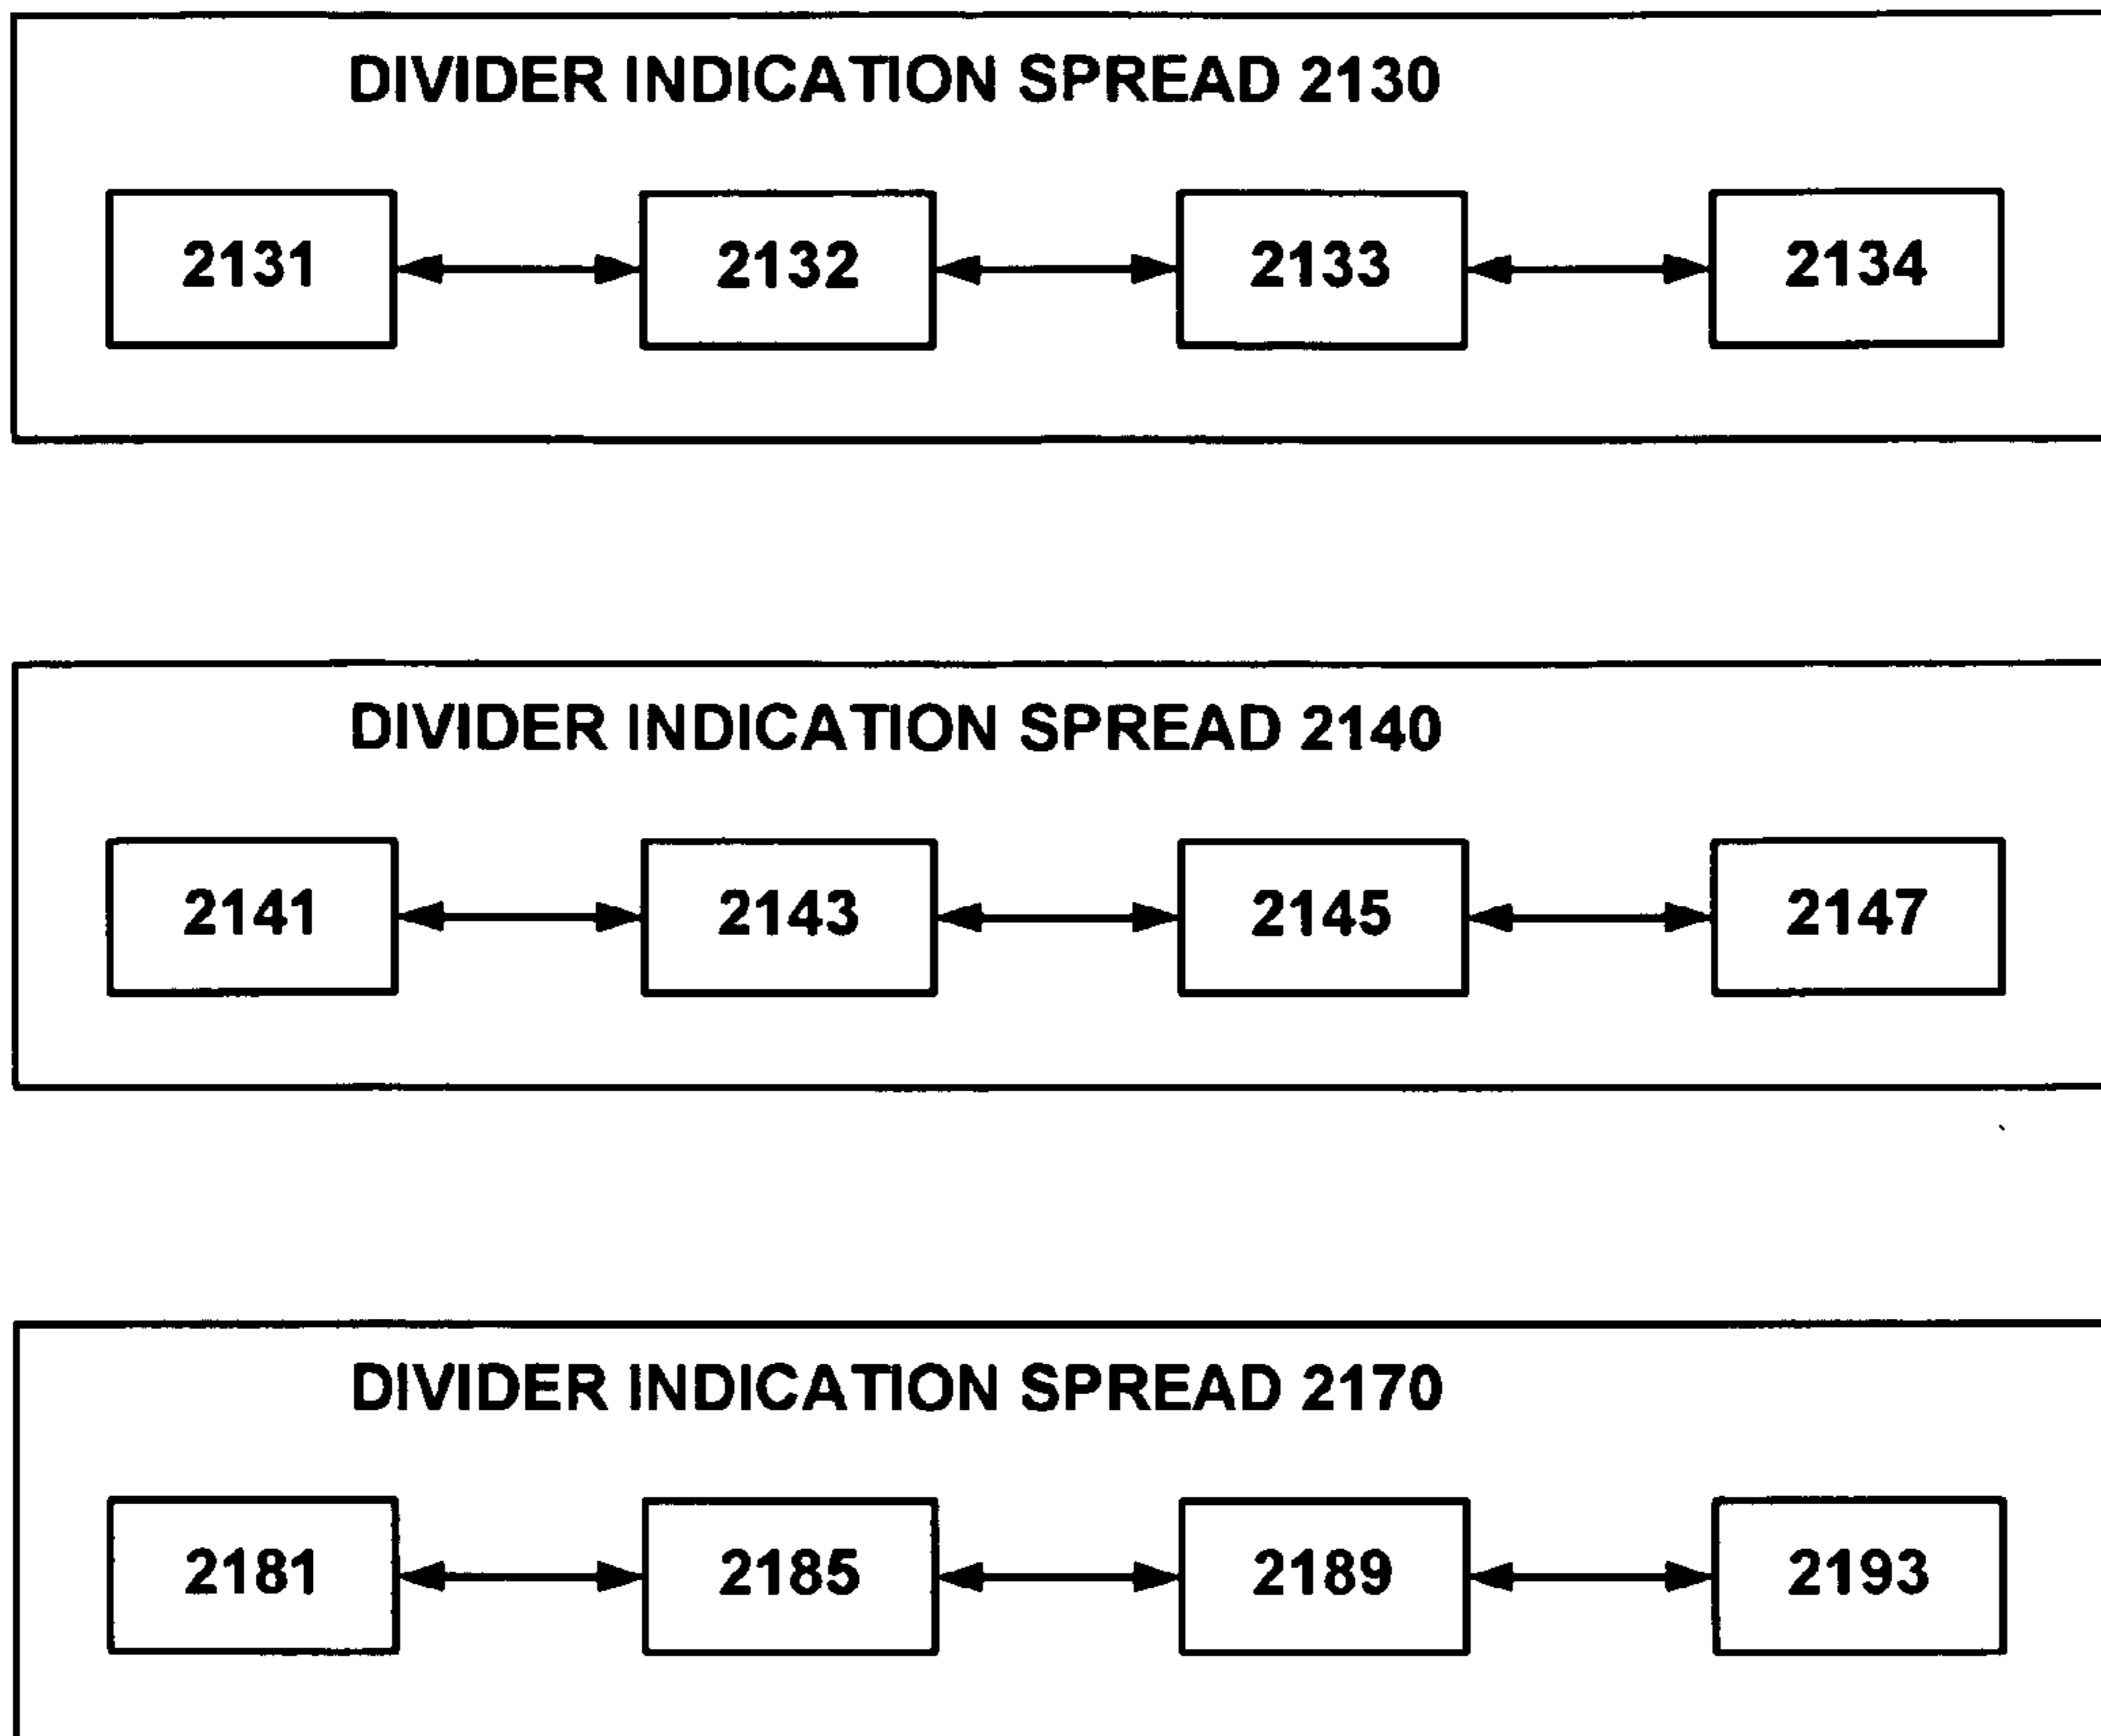 DIVIDER INDICATION SPREAD 2130
2131 2132 2133 2134
DIVIDER INDICATION SPREAD 2140
2141 2143 2145 2147
DIVIDER INDICATION SPREAD 2170
2181 2185 2189 2193